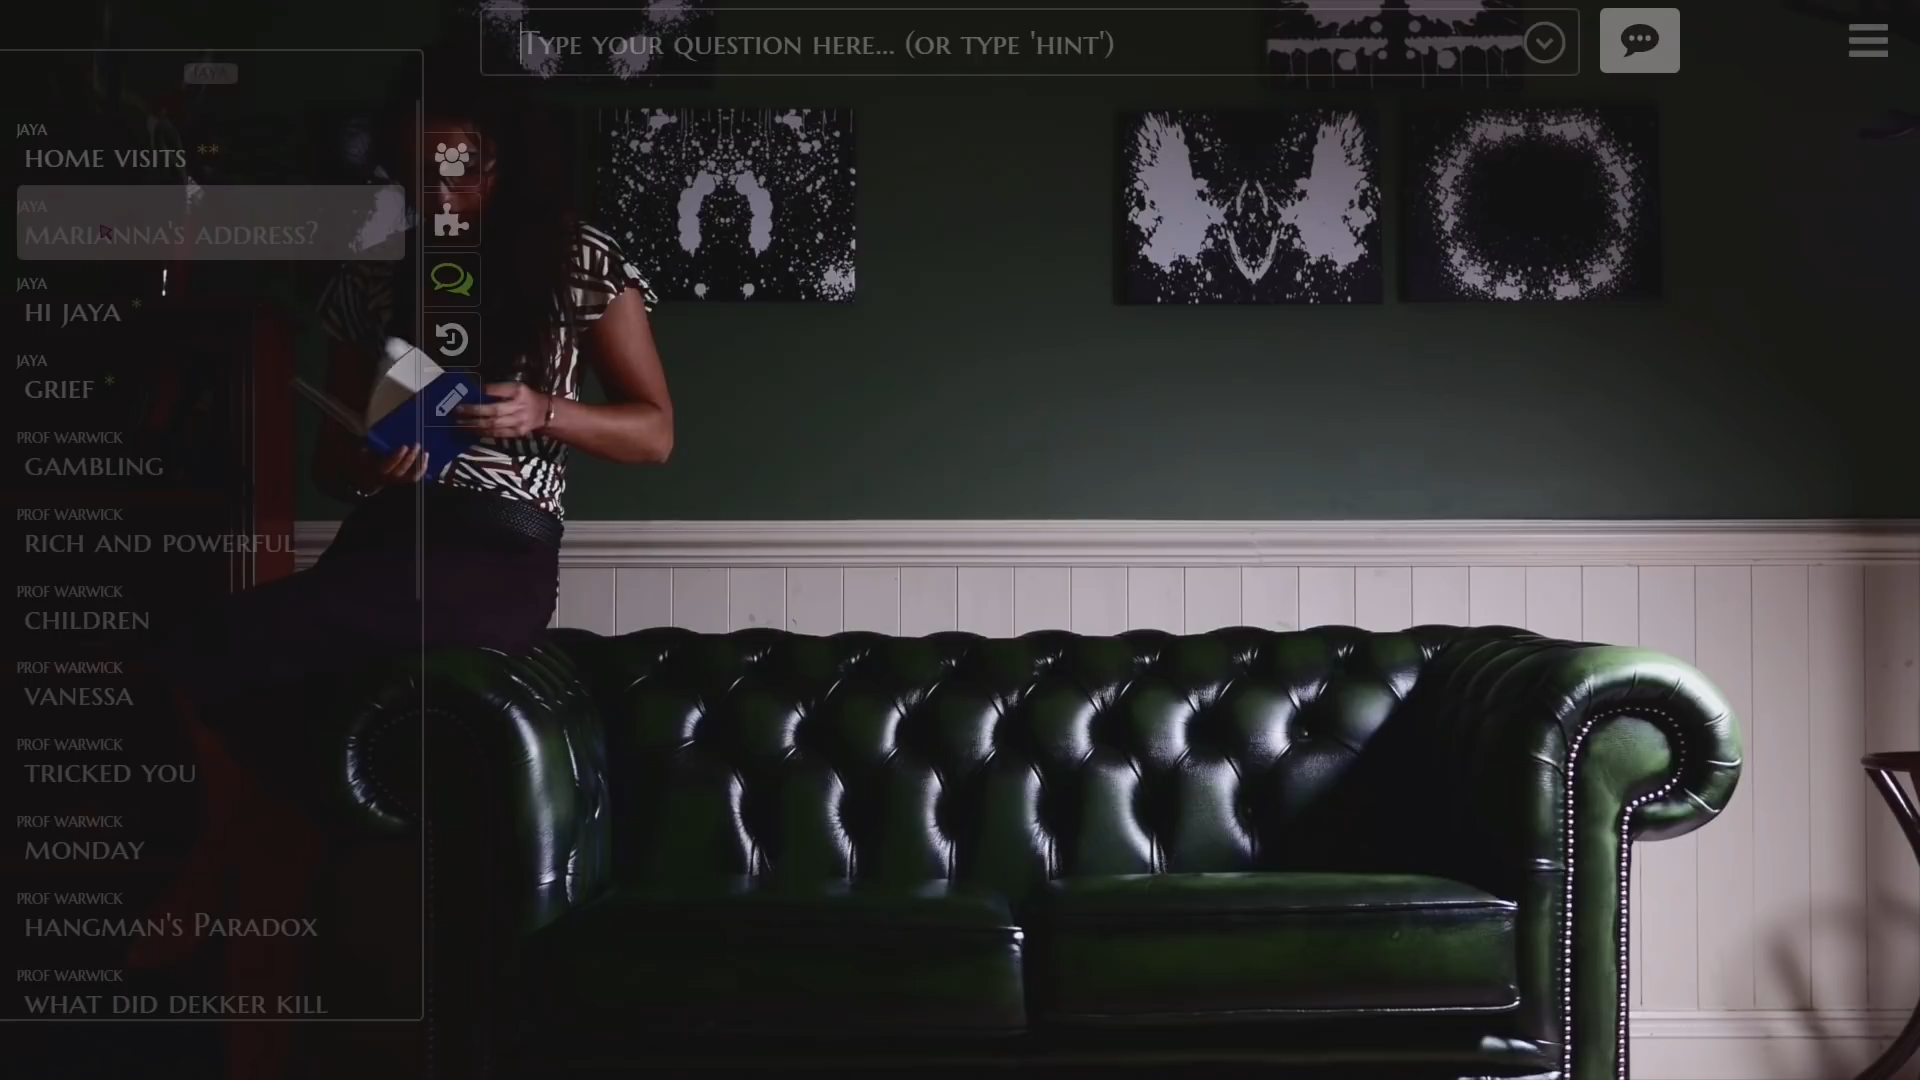 Type your question here... (or type 'hint')
JAYA
JAYA
HOME VISITS **
JAYA
MARIANNA'S ADDRESS?
JAYA
HI JAYA *
JAYA
GRIEF *
PROF WARWICK
GAMBLING
PROF WARWICK
RICH AND POWERFUL
PROF WARWICK
CHILDREN
PROF WARWICK
VANESSA
PROF WARWICK
TRICKED YOU
PROF WARWICK
MONDAY
PROF WARWICK
HANGMAN'S PARADOX
PROF WARWICK
WHAT DID DEKKER KILL